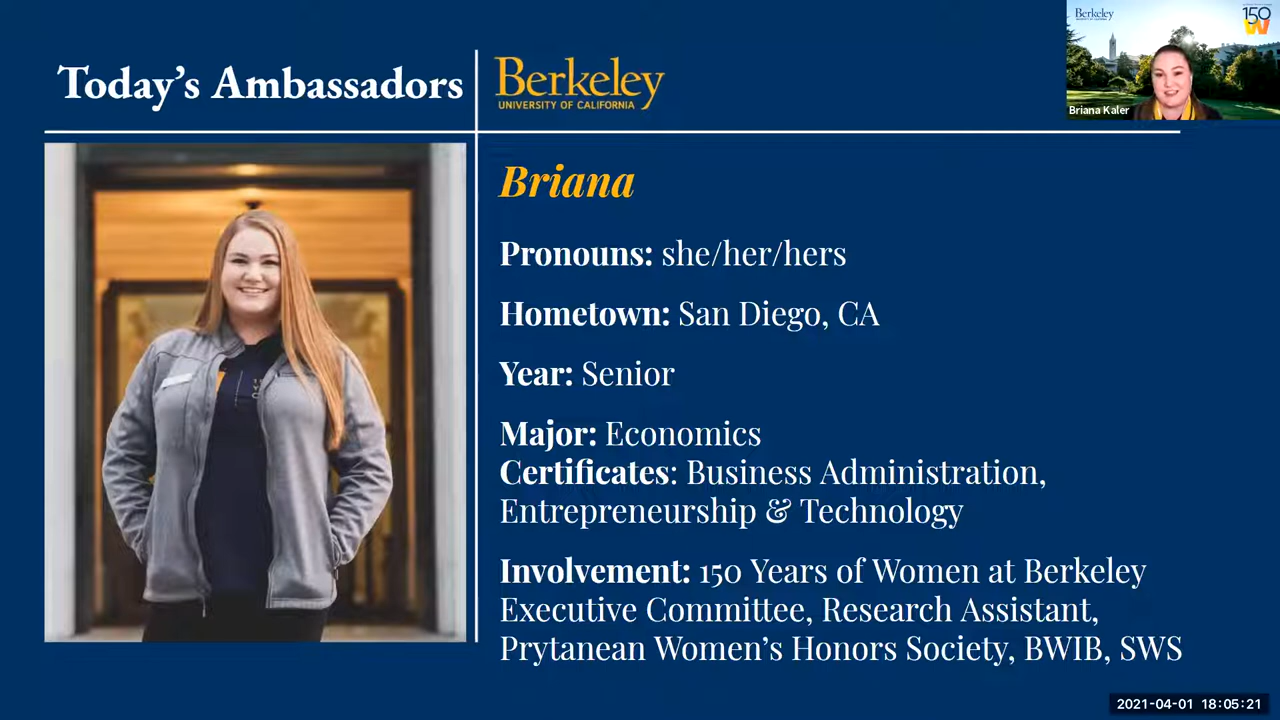 Today's Ambassadors
Berkeley
UNIVERSITY OF CALIFORNIA
Berkeley
150
W
Briana Kaler
Briana
Pronouns: she/her/hers
Hometown: San Diego, CA
Year: Senior
Major: Economics
Certificates: Business Administration,
Entrepreneurship & Technology
Involvement: 150 Years of Women at Berkeley
Executive Committee, Research Assistant,
Prytanean Women's Honors Society, BWIB, SWS
2021-04-01 18:05:21